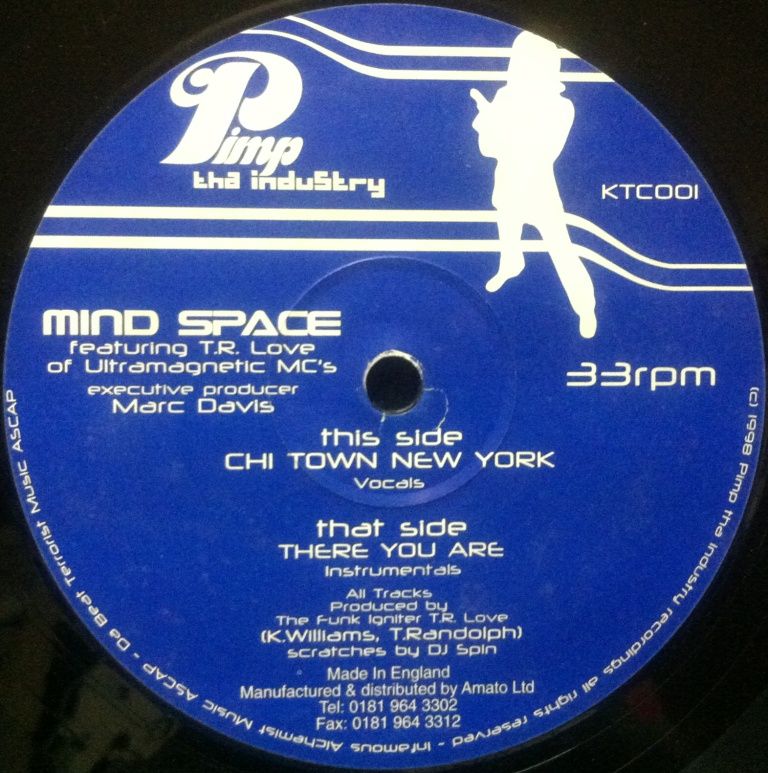 Pimp
tha industry
KTC001
MIND SPACE
featuring T.R. Love
of Ultramagnetic MC's
executive producer
Marc Davis
33rpm
this side
CHI TOWN NEW YORK
Vocals
that side
THERE YOU ARE
Instrumentals
All Tracks
Produced by
The Funk Igniter T.R. Love
(K.Williams, T.Randolph)
scratches by DJ Spin
Made In England
Manufactured & distributed by Amato Ltd
Tel: 0181 964 3302
Fax: 0181 964 3312
(c) 1998 Pimp tha industry recordings all rights reserved - Infamous Alchemist Music ASCAP - Da Beat Terrorist Music ASCAP